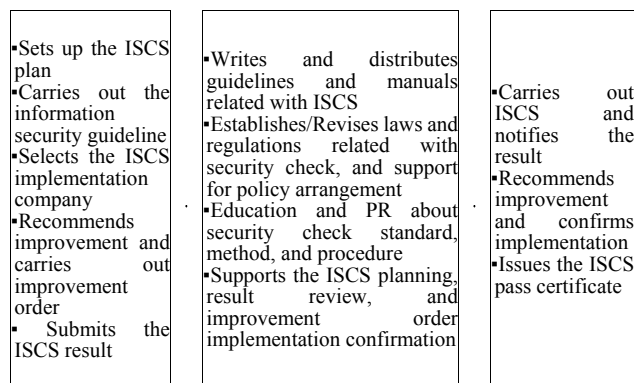 ▪Sets up the ISCS
plan
▪Carries out the
information
security guideline
▪Selects the ISCS
implementation
company
▪Recommends
improvement and
carries out
improvement
order
▪ Submits the
ISCS result
▪Writes and distributes
guidelines and manuals
related with ISCS
▪Establishes/Revises laws and
regulations related with
security check, and support
for policy arrangement
▪Education and PR about
security check standard,
method, and procedure
▪Supports the ISCS planning,
result review, and
improvement order
implementation confirmation
▪Carries out
ISCS and
notifies the
result
▪Recommends
improvement
and confirms
implementation
▪Issues the ISCS
pass certificate